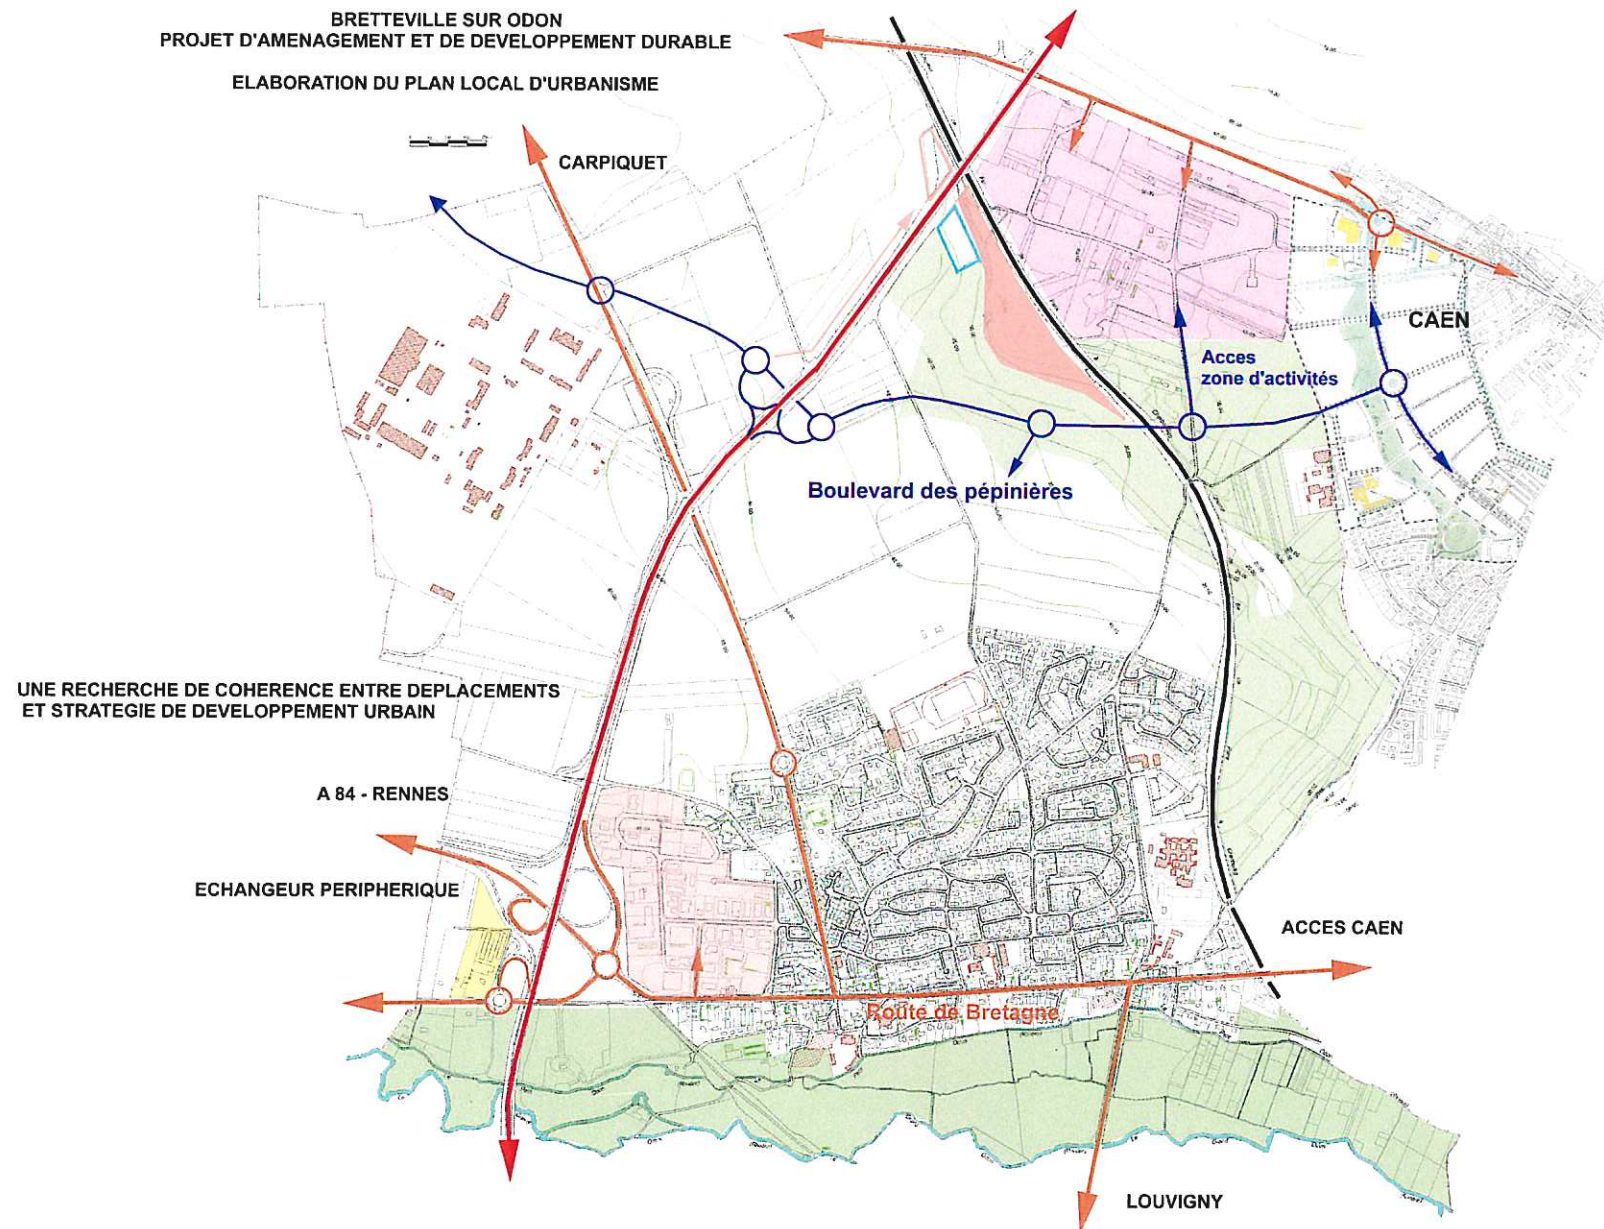 BRETTEVILLE SUR ODON
PROJET D'AMENAGEMENT ET DE DEVELOPPEMENT DURABLE
ELABORATION DU PLAN LOCAL D'URBANISME
CARPIQUET
CAEN
Acces
zone d'activités
Boulevard des pépinières
UNE RECHERCHE DE COHERENCE ENTRE DEPLACEMENTS
ET STRATEGIE DE DEVELOPPEMENT URBAIN
A 84 - RENNES
ECHANGEUR PERIPHERIQUE
ACCES CAEN
Route de Bretagne
LOUVIGNY